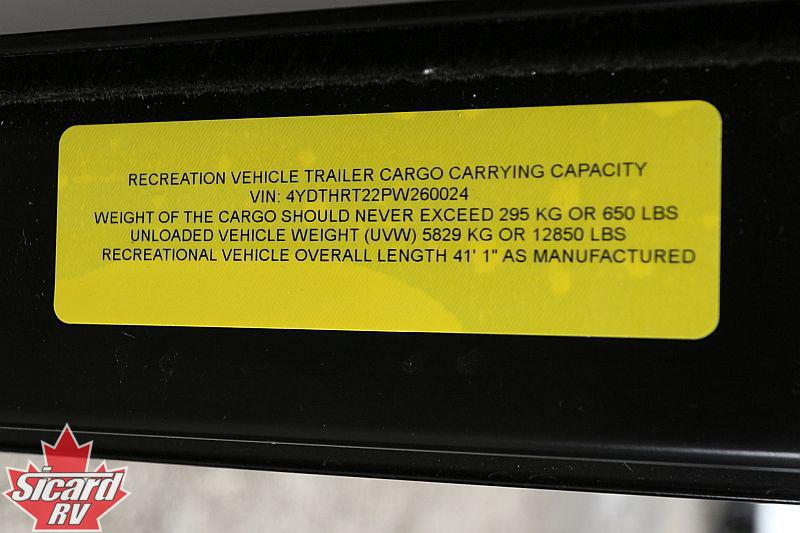 RECREATION VEHICLE TRAILER CARGO CARRYING CAPACITY
VIN: 4YDTHRT22PW260024
WEIGHT OF THE CARGO SHOULD NEVER EXCEED 295 KG OR 650 LBS
UNLOADED VEHICLE WEIGHT (UVW) 5829 KG OR 12850 LBS
RECREATIONAL VEHICLE OVERALL LENGTH 41' 1" AS MANUFACTURED
Sicard
RV